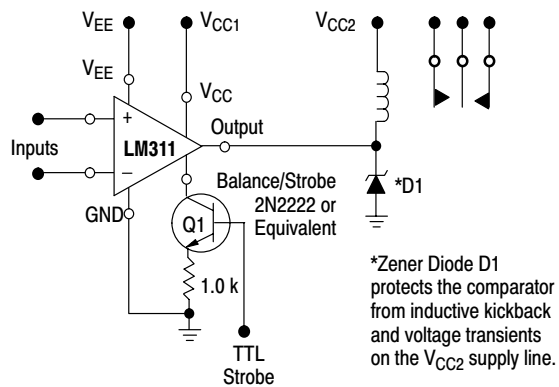 VEE
VCC1
VCC2
VEE
VCC
+
Output
Inputs
LM311
−
Balance/Strobe
2N2222 or
Equivalent
GND
Q1
*D1
1.0 k
TTL
Strobe
*Zener Diode D1
protects the comparator
from inductive kickback
and voltage transients
on the VCC2 supply line.